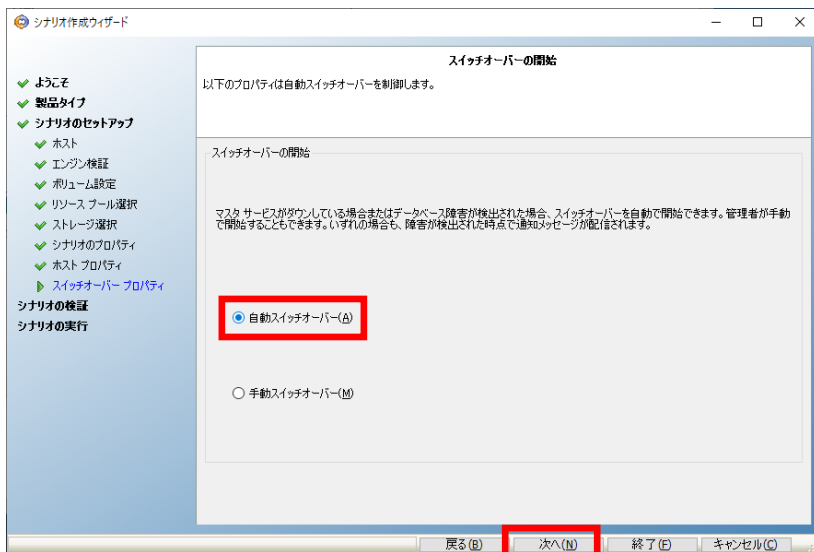 シナリオ作成ウィザード
スイッチオーバーの開始
以下のプロパティは自動スイッチオーバーを制御します。
ようこそ
製品タイプ
シナリオのセットアップ
ホスト
エンジン検証
ボリューム設定
リソース プール選択
ストレージ選択
シナリオのプロパティ
ホスト プロパティ
スイッチオーバー プロパティ
シナリオの検証
シナリオの実行
スイッチオーバーの開始
マスタ サービスがダウンしている場合またはデータベース障害が検出された場合、スイッチオーバーを自動で開始できます。管理者が手動
で開始することもできます。いずれの場合も、障害が検出された時点で通知メッセージが配信されます。
自動スイッチオーバー(A)
手動スイッチオーバー(M)
戻る(B) 次へ(N) 終了(F) キャンセル(C)